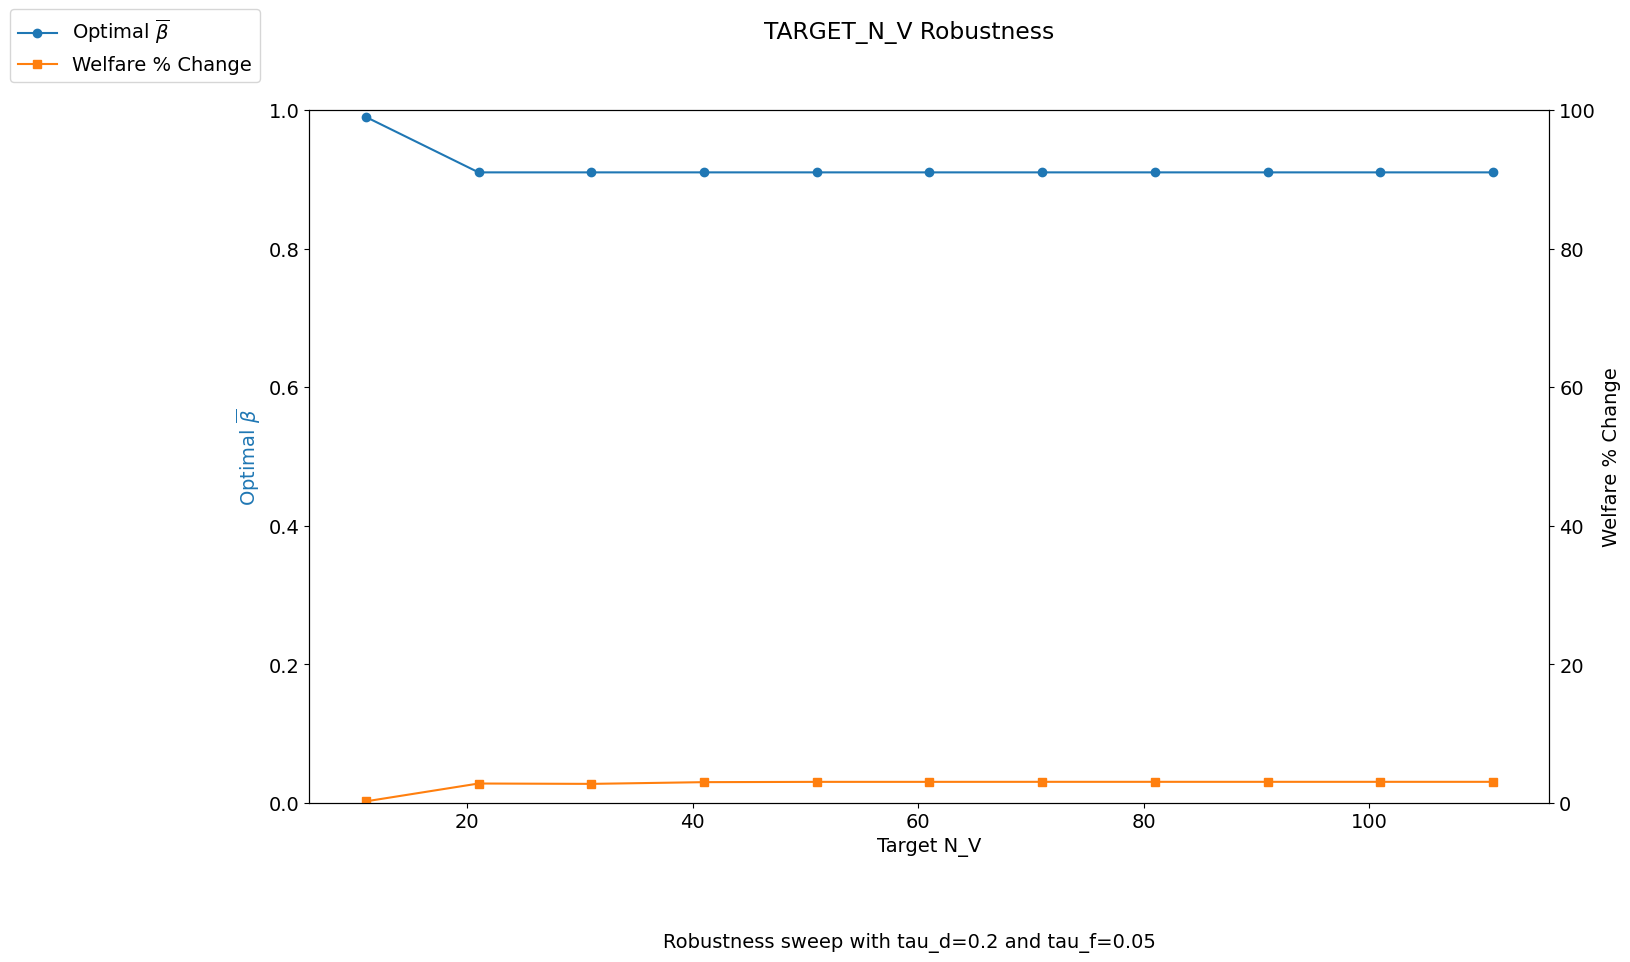 Optimal β̅
Welfare % Change
TARGET_N_V Robustness
1.0
0.8
0.6
0.4
0.2
0.0
Optimal β̅
100
80
60
40
20
0
Welfare % Change
20 40 60 80 100
Target N_V
Robustness sweep with tau_d=0.2 and tau_f=0.05